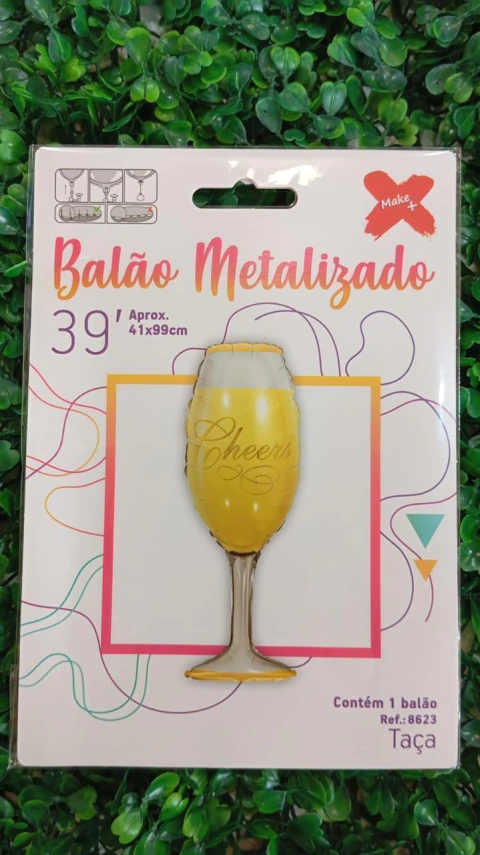 Make+
Balão Metalizado
39' Aprox.
41x99cm
Cheers
Contém 1 balão
Ref.:8623
Taça